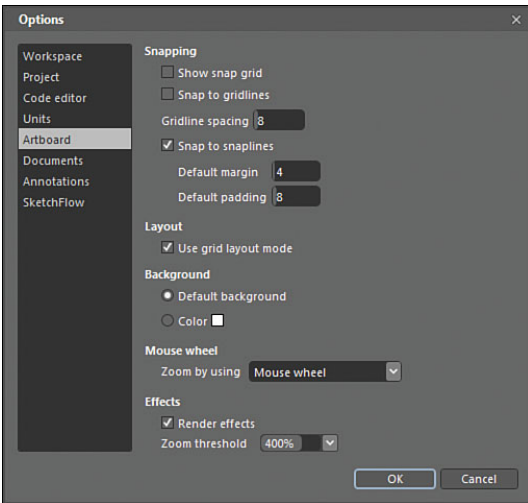 Options
Workspace
Project
Code editor
Units
Artboard
Documents
Annotations
SketchFlow
Snapping
Show snap grid
Snap to gridlines
Gridline spacing 8
Snap to snaplines
Default margin 4
Default padding 8
Layout
Use grid layout mode
Background
Default background
Color
Mouse wheel
Zoom by using Mouse wheel
Effects
Render effects
Zoom threshold 400%
OK Cancel